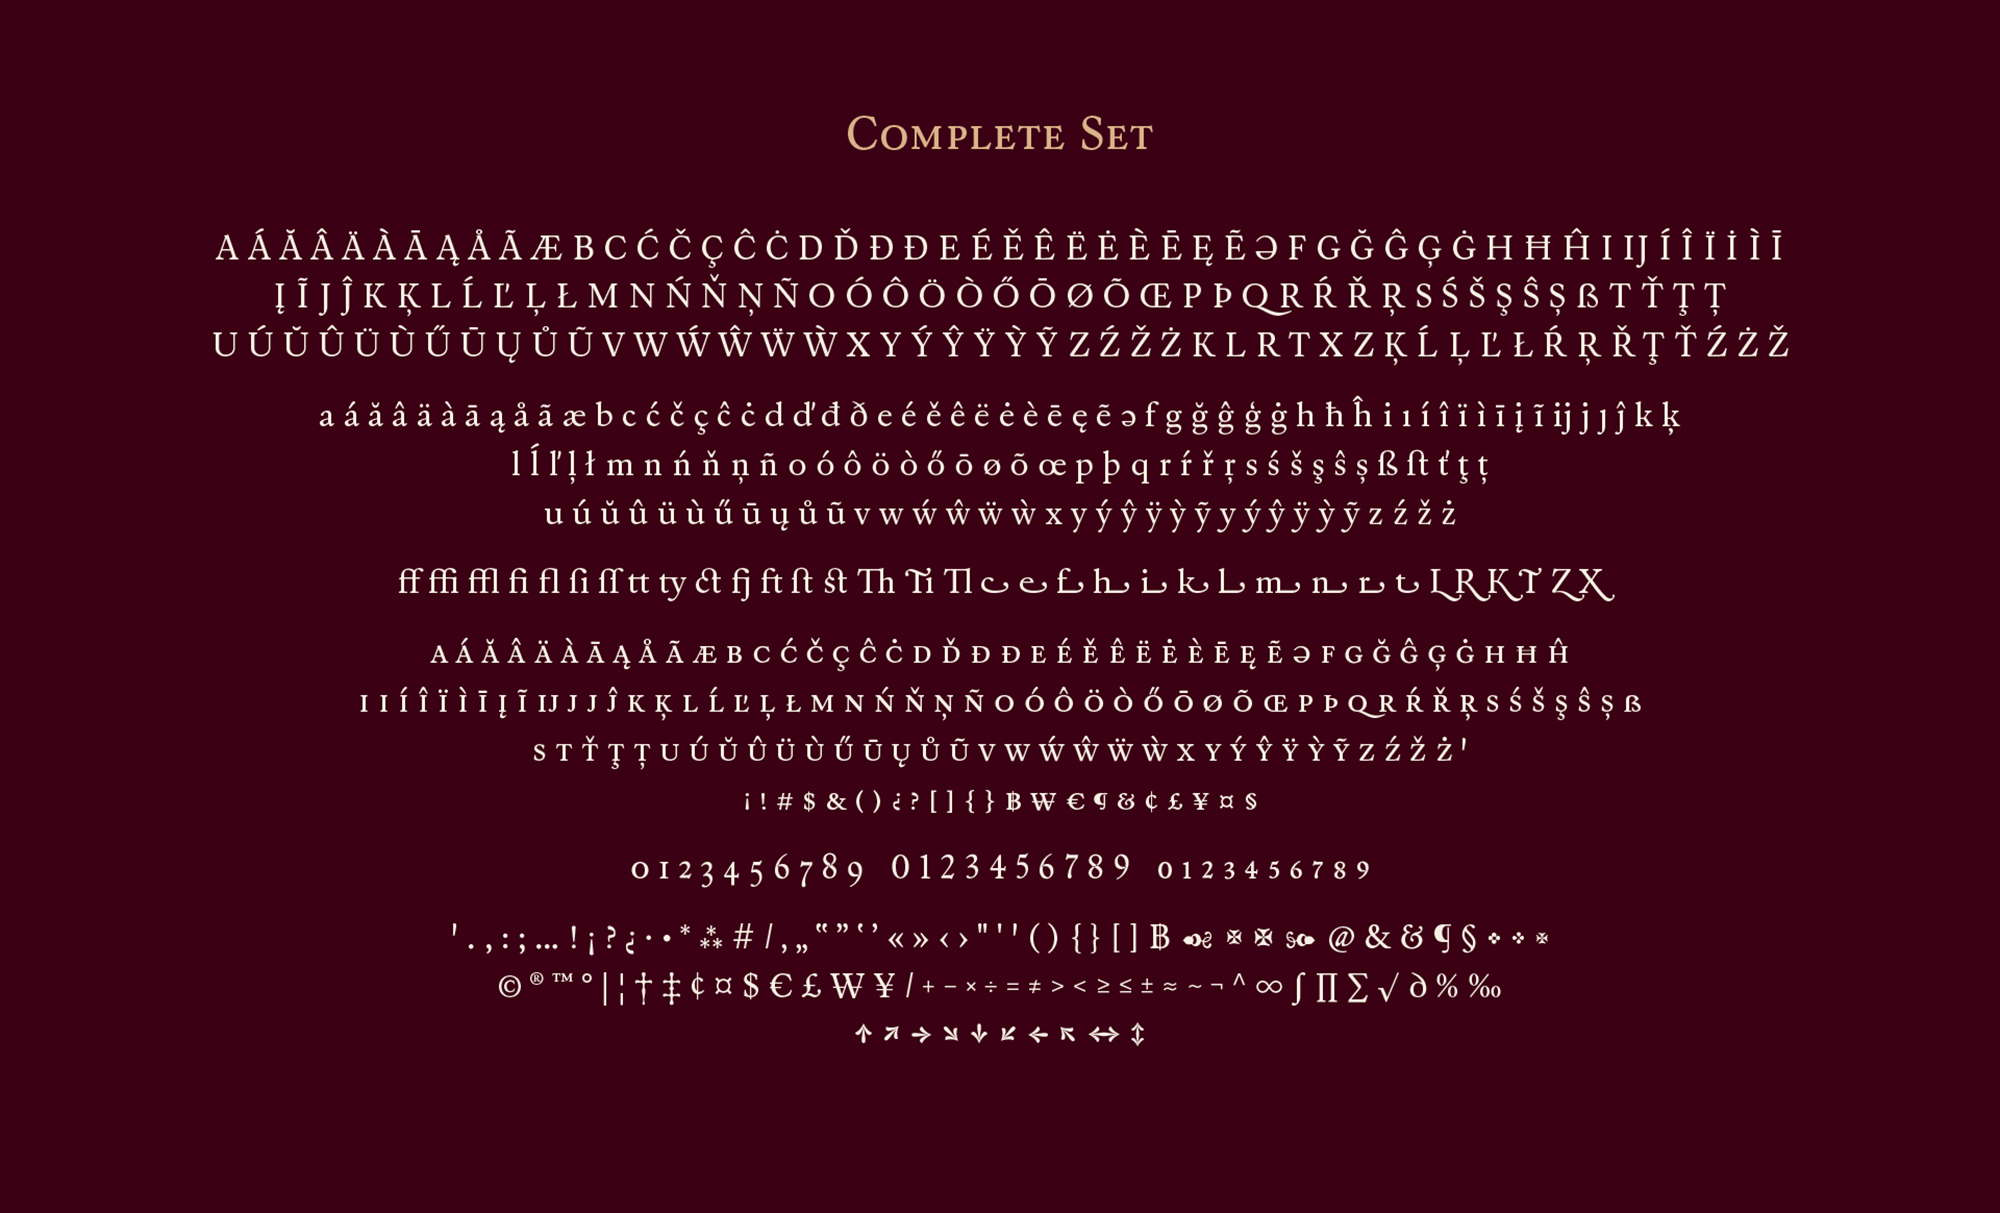 Complete Set
A Á Ă Â Ä À Ā Ą Å Ã Æ B C Ć Č Ç Ĉ Ċ D Ď Đ Ð E É Ě Ê Ë Ė È Ē Ę Ẽ Ə F G Ğ Ĝ Ģ Ġ H Ħ Ĥ I IJ Í Î Ï İ Ì Ī
Į Ĩ J Ĵ K Ķ L Ĺ Ľ Ļ Ł M N Ń Ň Ņ Ñ O Ó Ô Ö Ò Ő Ō Ø Õ Œ P Þ Q R Ŕ Ř Ŗ S Ś Š Ş Ŝ Ș ẞ T Ť Ţ Ț
U Ú Ŭ Û Ü Ù Ű Ū Ų Ů Ũ V W Ẃ Ŵ Ẅ Ẁ X Y Ý Ŷ Ÿ Ỳ Ỹ Z Ź Ž Ż K L R T X Z Ķ Ĺ Ļ Ľ Ł Ŕ Ŗ Ř Ţ Ť Ź Ż Ž
a á ă â ä à ā ą å ã æ b c ć č ç ĉ ċ d ď đ ð e é ě ê ë ė è ē ę ẽ ə f g ğ ĝ ģ ġ h ħ ĥ i ı í î ï ì ī į ĩ ij j ȷ ĵ k ķ
l ĺ ľ ļ ł m n ń ň ņ ñ o ó ô ö ò ő ō ø õ œ p þ q r ŕ ř ŗ s ś š ş ŝ ș ß ſt ť ţ ț
u ú ŭ û ü ù ű ū ų ů ũ v w ẃ ŵ ẅ ẁ x y ý ŷ ÿ ỳ ỹ y ý ŷ ÿ ỳ ỹ z ź ž ż
ff ffi ffl fi fl ſi ſſ tt ty ct fj ft ſt st Th Ti Tl c e f h i k l m n r t L R K T Z X
A Á Ă Â Ä À Ā Ą Å Ã Æ B C Ć Č Ç Ĉ Ċ D Ď Đ Ð E É Ě Ê Ë Ė È Ē Ę Ẽ Ə F G Ğ Ĝ Ģ Ġ H Ħ Ĥ
I I Í Î Ï Ì Ī Į Ĩ IJ J J Ĵ K Ķ L Ĺ Ľ Ļ Ł M N Ń Ň Ņ Ñ O Ó Ô Ö Ò Ő Ō Ø Õ Œ P Þ Q R Ŕ Ř Ŗ S Ś Š Ş Ŝ Ș ẞ
S T Ť Ţ Ț U Ú Ŭ Û Ü Ù Ű Ū Ų Ů Ũ V W Ẃ Ŵ Ẅ Ẁ X Y Ý Ŷ Ÿ Ỳ Ỹ Z Ź Ž Ż '
¡ ! # $ & ( ) ¿ ? [ ] { } ฿ ₩ € ¶ & ¢ £ ¥ ¤ §
0 1 2 3 4 5 6 7 8 9 0 1 2 3 4 5 6 7 8 9 0 1 2 3 4 5 6 7 8 9
' . , : ; … ! ¡ ? ¿ · • * ⁂ # / ‚ „ ‟ ” ‛ ’ « » ‹ › " ' ' ( ) { } [ ] ฿ ✠ ✠ @ & & ¶ §
© ® ™ ° | ¦ † ‡ ¢ ¤ $ € £ ₩ ¥ / + − × ÷ = ≠ > < ≥ ≤ ± ≈ ~ ¬ ^ ∞ ∫ ∏ ∑ √ ∂ % ‰
↑ ↗ → ↘ ↓ ↙ ← ↖ ↔ ↕